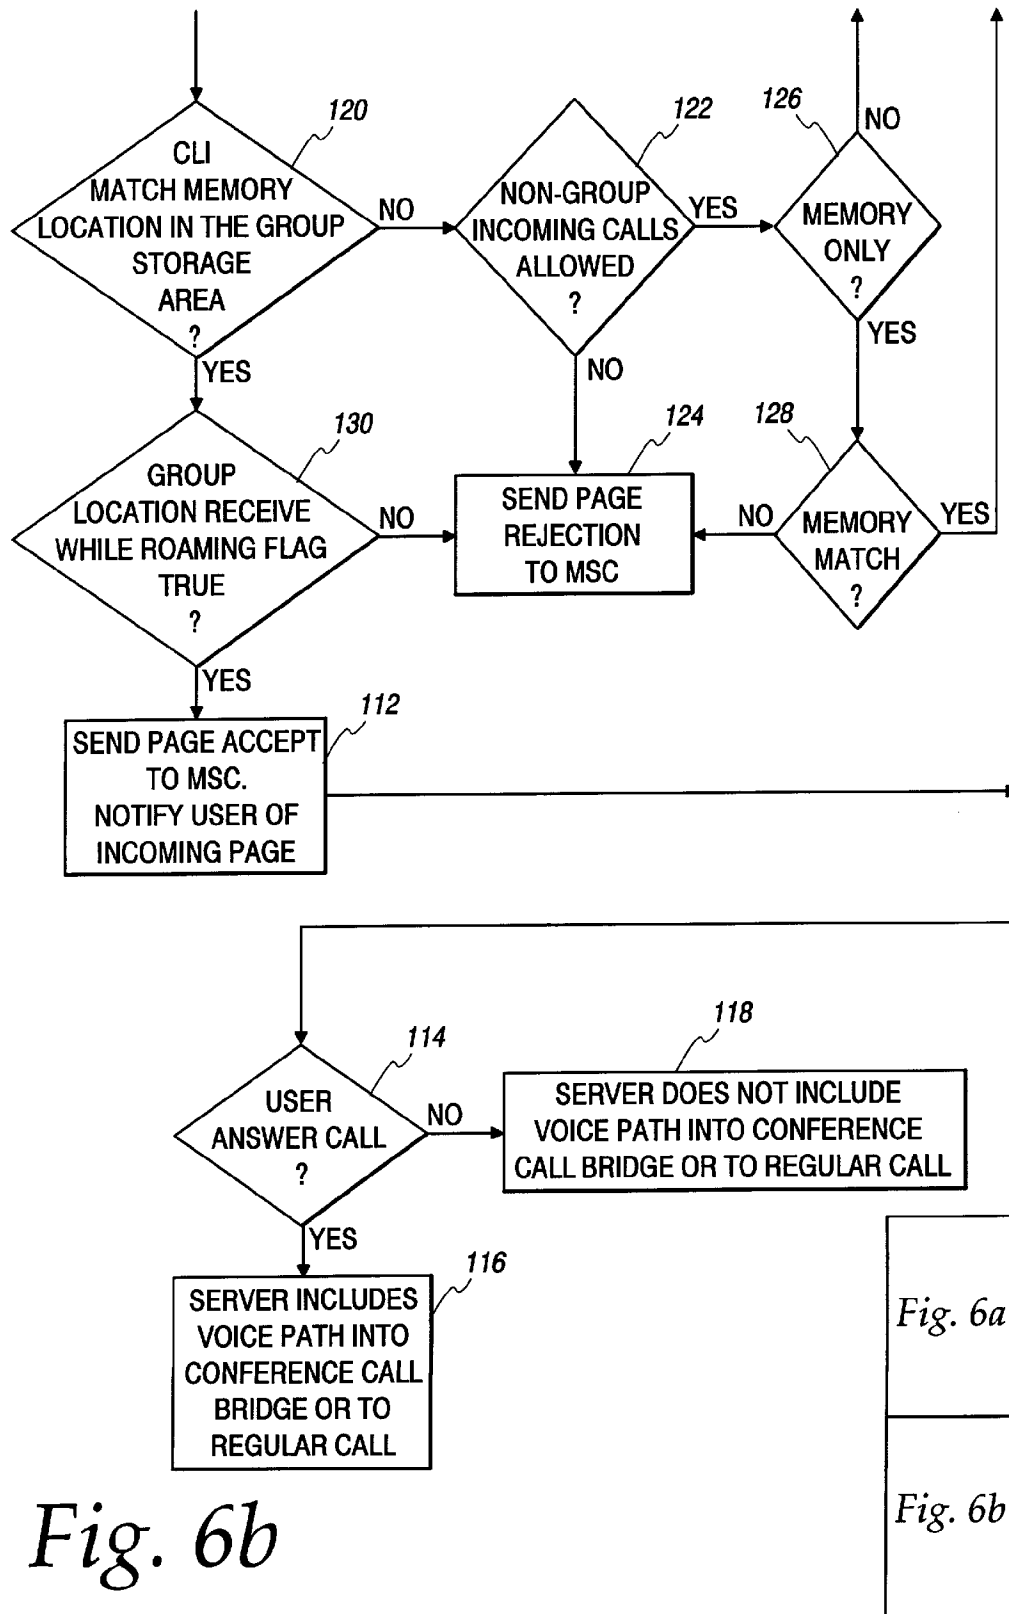 120
CLI
MATCH MEMORY
LOCATION IN THE GROUP
STORAGE
AREA
?
NO
YES
122
NON-GROUP
INCOMING CALLS
ALLOWED
?
YES
NO
126
NO
MEMORY
ONLY
?
YES
130
GROUP
LOCATION RECEIVE
WHILE ROAMING FLAG
TRUE
?
NO
YES
124
SEND PAGE
REJECTION
TO MSC
128
NO
MEMORY
MATCH
?
YES
112
SEND PAGE ACCEPT
TO MSC.
NOTIFY USER OF
INCOMING PAGE
114
USER
ANSWER CALL
?
NO
YES
118
SERVER DOES NOT INCLUDE
VOICE PATH INTO CONFERENCE
CALL BRIDGE OR TO REGULAR CALL
116
SERVER INCLUDES
VOICE PATH INTO
CONFERENCE CALL
BRIDGE OR TO
REGULAR CALL
Fig. 6a
Fig. 6b
Fig. 6b